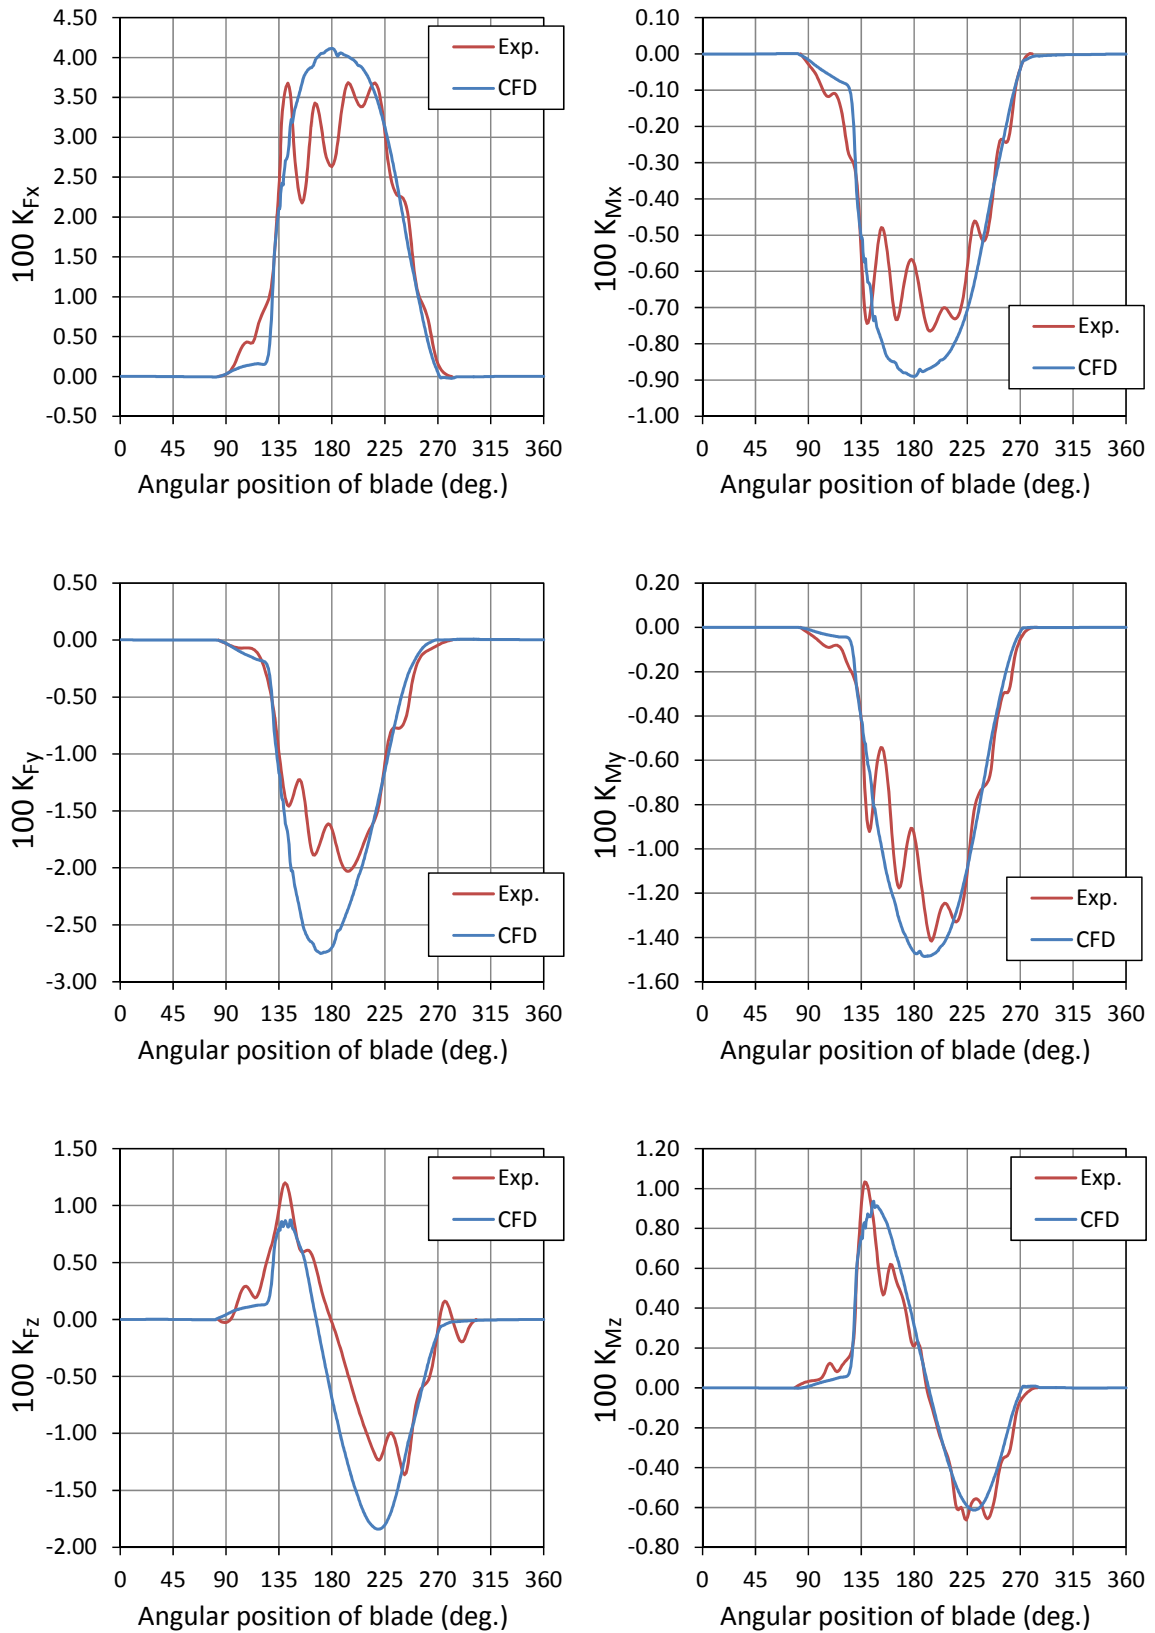 4.50
4.00
3.50
3.00
2.50
2.00
1.50
1.00
0.50
0.00
-0.50
100 KFx
Exp.
CFD
0 45 90 135 180 225 270 315 360
Angular position of blade (deg.)
0.10
0.00
-0.10
-0.20
-0.30
-0.40
-0.50
-0.60
-0.70
-0.80
-0.90
-1.00
100 KMx
Exp.
CFD
0 45 90 135 180 225 270 315 360
Angular position of blade (deg.)
0.50
0.00
-0.50
-1.00
-1.50
-2.00
-2.50
-3.00
100 KFy
Exp.
CFD
0 45 90 135 180 225 270 315 360
Angular position of blade (deg.)
0.20
0.00
-0.20
-0.40
-0.60
-0.80
-1.00
-1.20
-1.40
-1.60
100 KMy
Exp.
CFD
0 45 90 135 180 225 270 315 360
Angular position of blade (deg.)
1.50
1.00
0.50
0.00
-0.50
-1.00
-1.50
-2.00
100 KFz
Exp.
CFD
0 45 90 135 180 225 270 315 360
Angular position of blade (deg.)
1.20
1.00
0.80
0.60
0.40
0.20
0.00
-0.20
-0.40
-0.60
-0.80
100 KMz
Exp.
CFD
0 45 90 135 180 225 270 315 360
Angular position of blade (deg.)